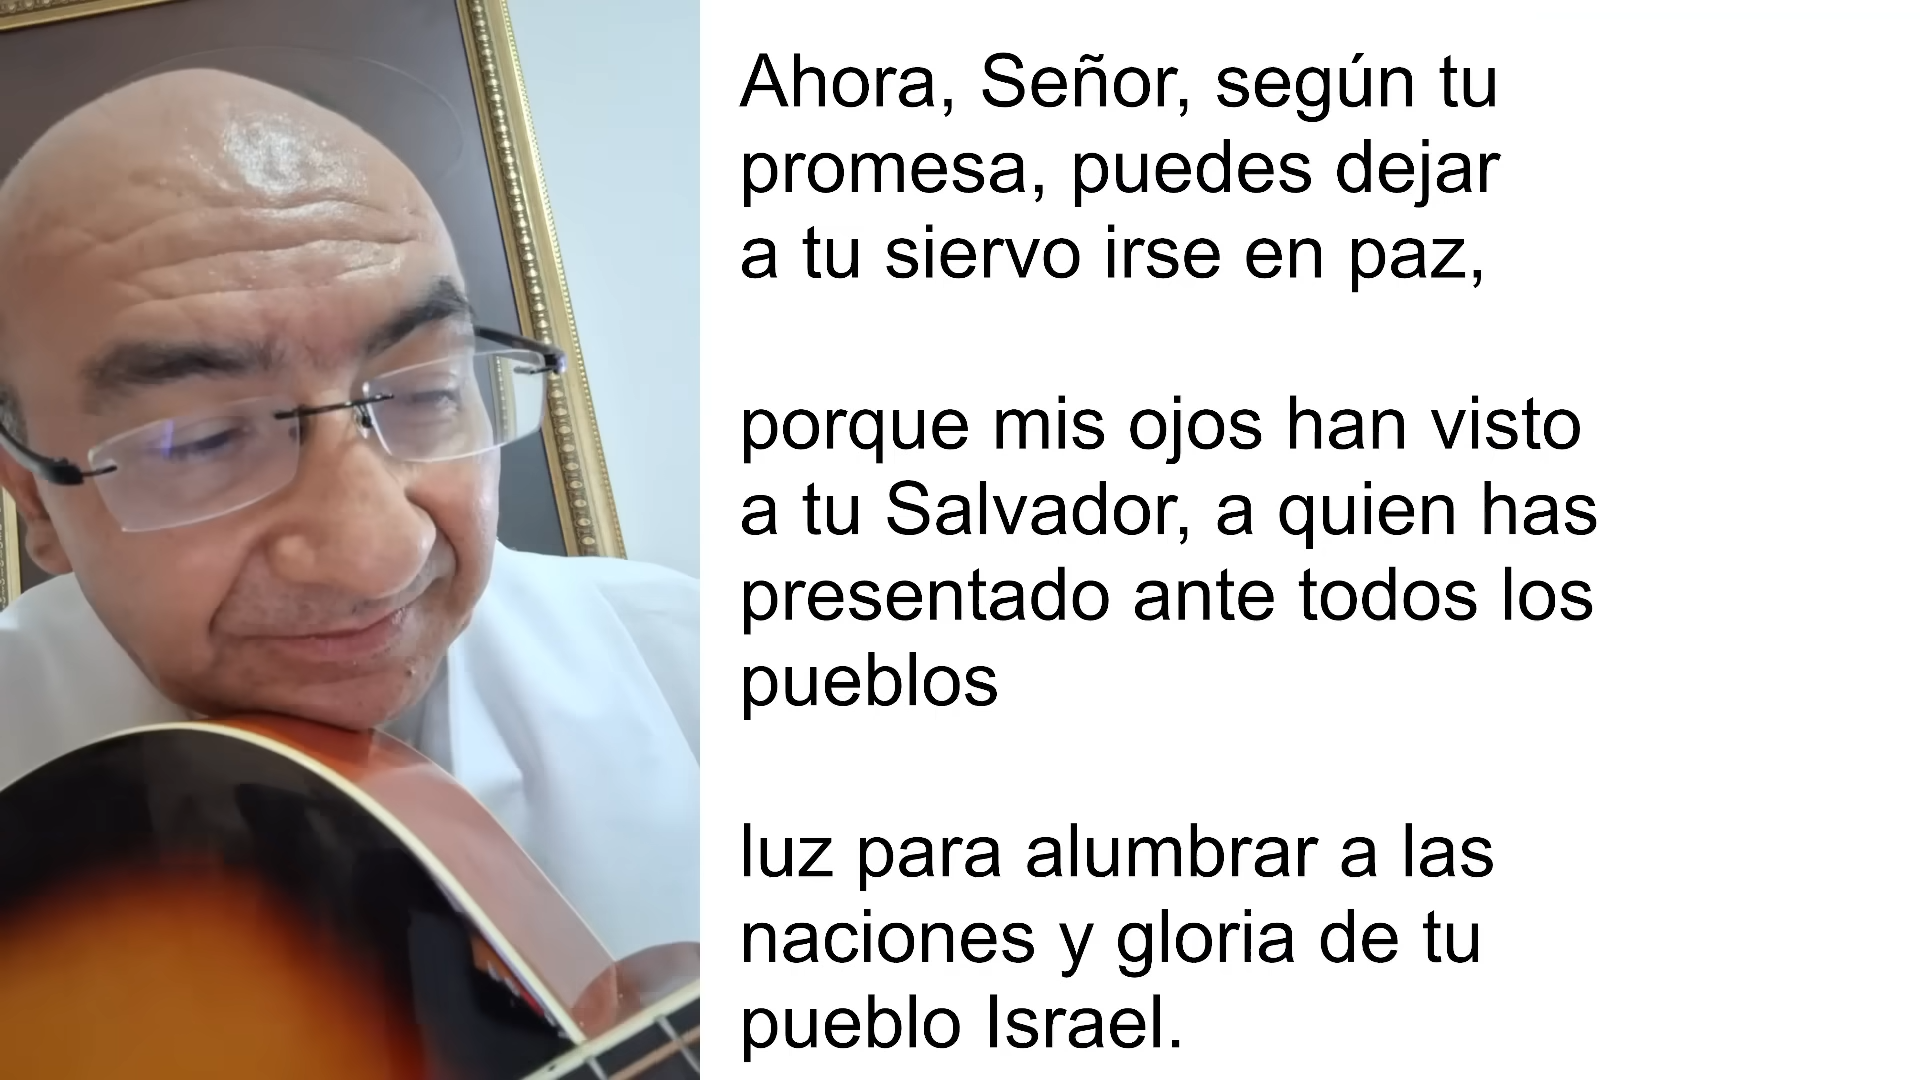 Ahora, Señor, según tu
promesa, puedes dejar
a tu siervo irse en paz,
porque mis ojos han visto
a tu Salvador, a quien has
presentado ante todos los
pueblos
luz para alumbrar a las
naciones y gloria de tu
pueblo Israel.